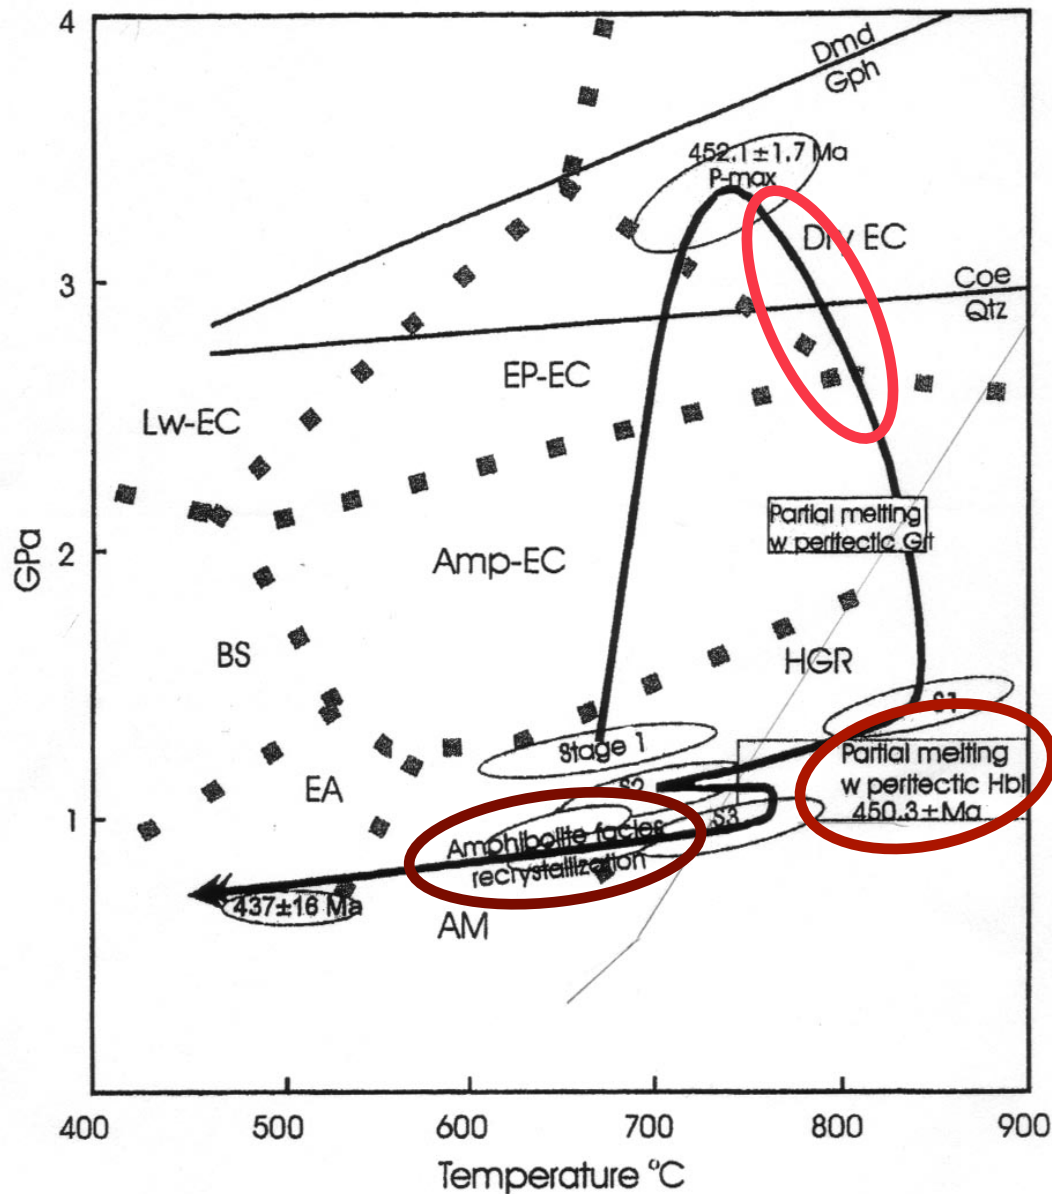 4
Dmd
Gph
452.1±1.7 Ma
P-max
Dry EC
3
Coe
Qtz
EP-EC
Lw-EC
Partial melting
w peritectic Grt
2
Amp-EC
GPa
BS
HGR
S1
Stage 1
Partial melting
w peritectic Hbl
450.3±Ma
S2
EA
1
S3
Amphibolite facies
recrystallization
437±16 Ma
AM
400 500 600 700 800 900
Temperature °C